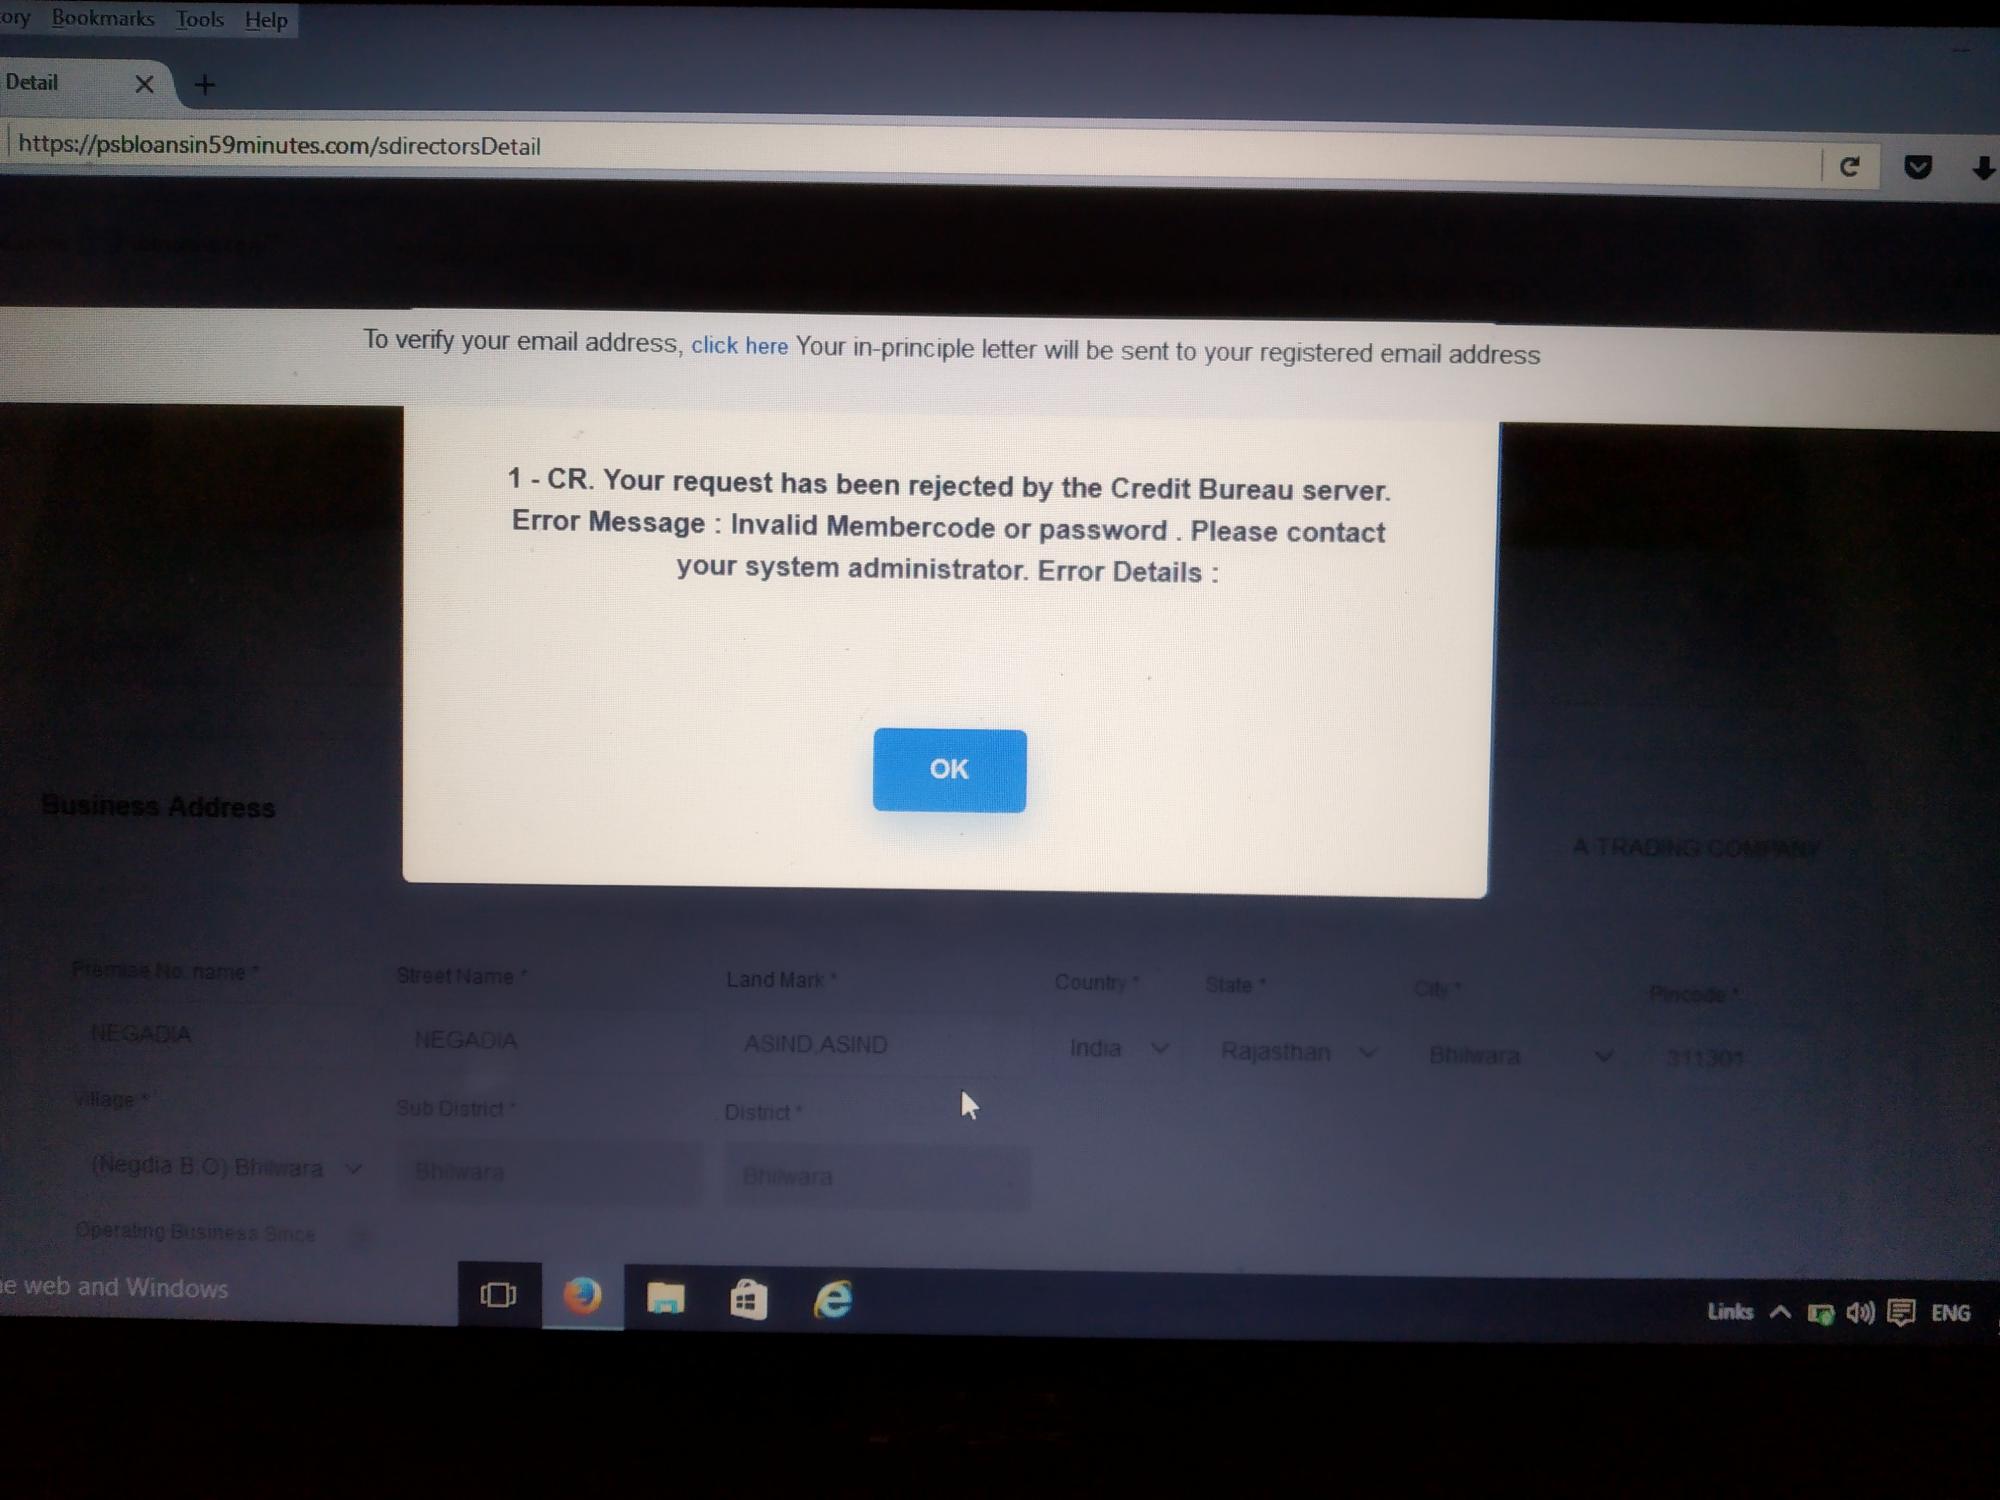 ory Bookmarks Tools Help
Detail
https://psbloansin59minutes.com/sdirectorsDetail
To verify your email address, click here Your in-principle letter will be sent to your registered email address
1 - CR. Your request has been rejected by the Credit Bureau server.
Error Message : Invalid Membercode or password . Please contact
your system administrator. Error Details :
OK
Business Address
A TRADING COMPANY
Premise No. name * Street Name * Land Mark * Country * State * City * Pincode *
NEGADIA NEGADIA ASIND,ASIND India Rajasthan Bhilwara 311301
Village * Sub District * District *
(Negdia B.O) Bhilwara Bhilwara Bhilwara
Operating Business Since
e web and Windows
Links ENG